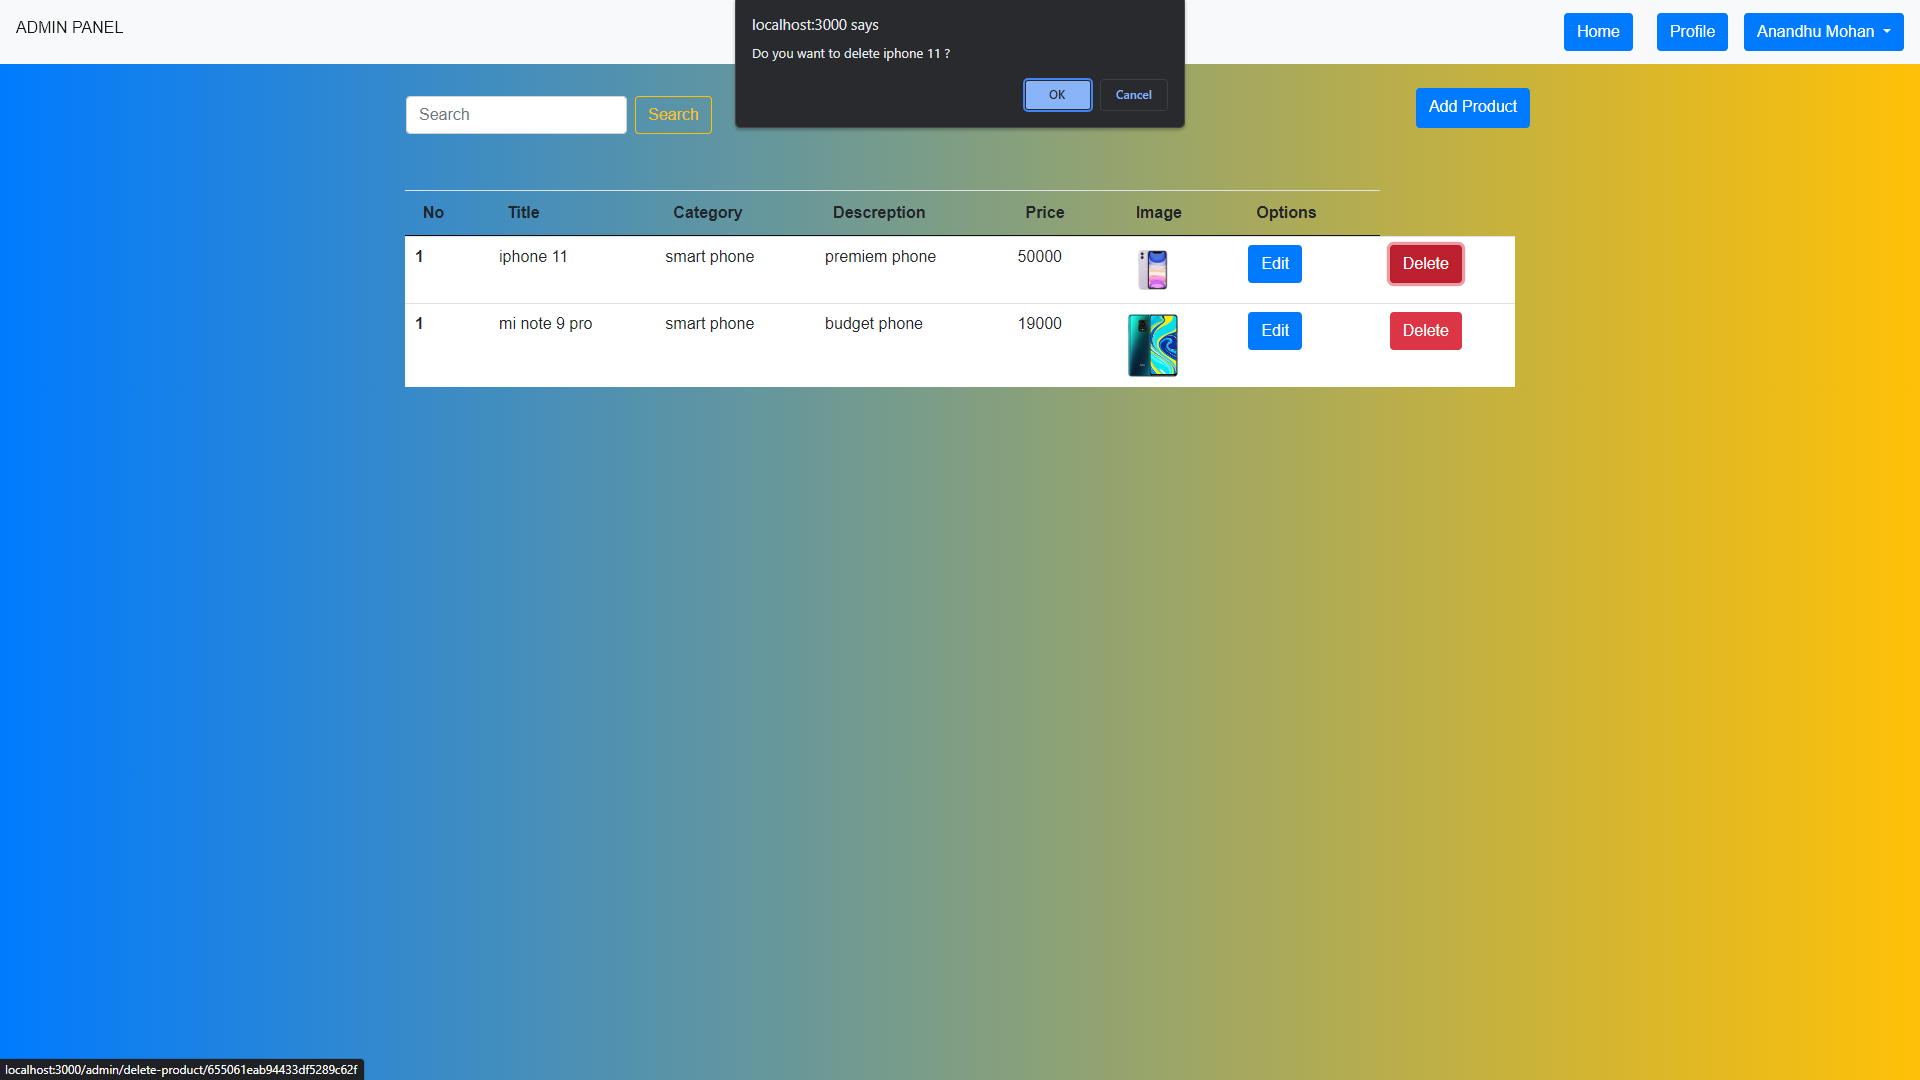 ADMIN PANEL
localhost:3000 says
Do you want to delete iphone 11 ?
OK
Cancel
Home
Profile
Anandhu Mohan
Search
Search
Add Product
No Title Category Descreption Price Image Options
1 iphone 11 smart phone premiem phone 50000 Edit Delete
1 mi note 9 pro smart phone budget phone 19000 Edit Delete
localhost:3000/admin/delete-product/655061eab94433df5289c62f